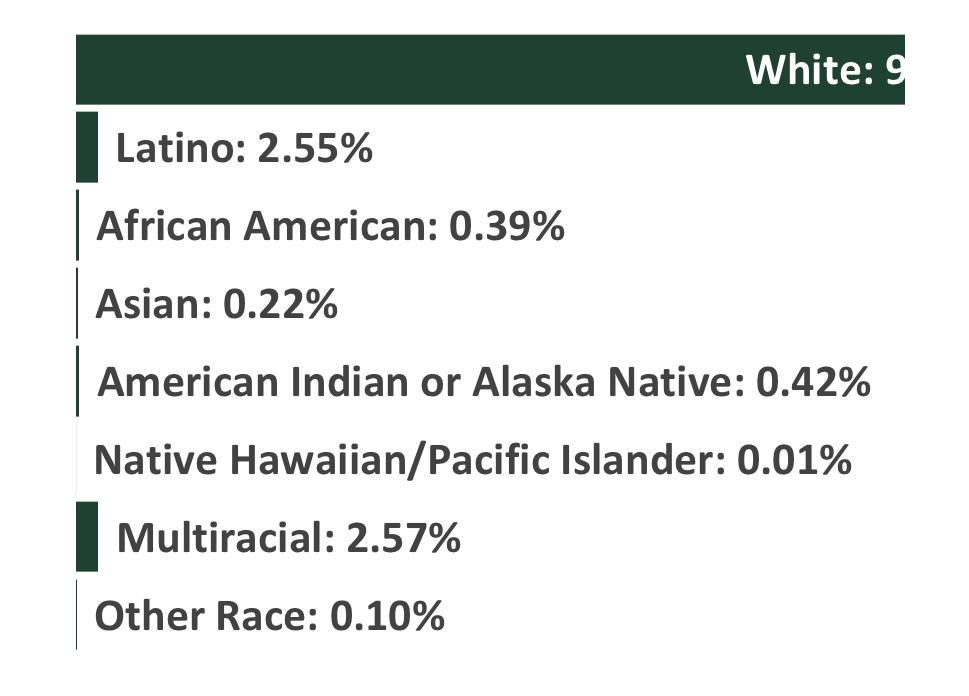 White: 9
Latino: 2.55%
African American: 0.39%
Asian: 0.22%
American Indian or Alaska Native: 0.42%
Native Hawaiian/Pacific Islander: 0.01%
Multiracial: 2.57%
Other Race: 0.10%